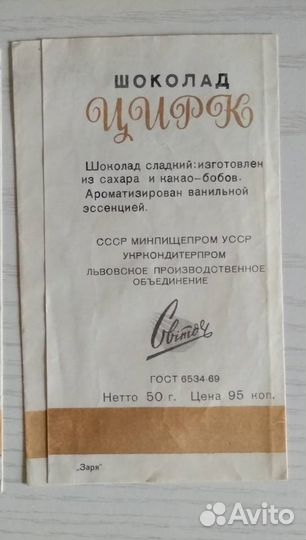 ШОКОЛАД
ЦИРК
Шоколад сладкий:изготовлен
из сахара и какао-бобов.
Ароматизирован ванильной
эссенцией.
СССР МИНПИЩЕПРОМ УССР
УКРКОНДИТЕРПРОМ
ЛЬВОВСКОЕ ПРОИЗВОДСТВЕННОЕ
ОБЪЕДИНЕНИЕ
Світоч
ГОСТ 6534-69
Нетто 50 г. Цена 95 коп.
„Заря"
Avito